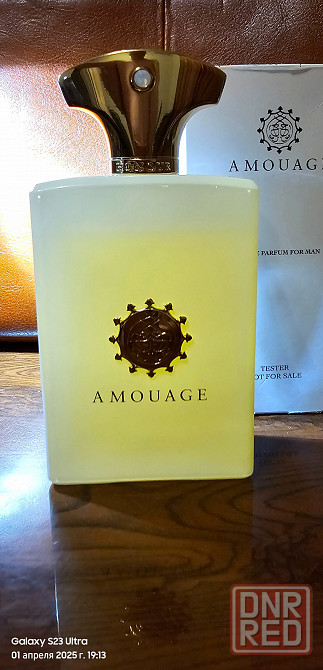 HONOUR
AMOUAGE
AMOUAGE
PARFUM FOR MAN
TESTER
NOT FOR SALE
Galaxy S23 Ultra
01 апреля 2025 г. 19:13
DNR
RED